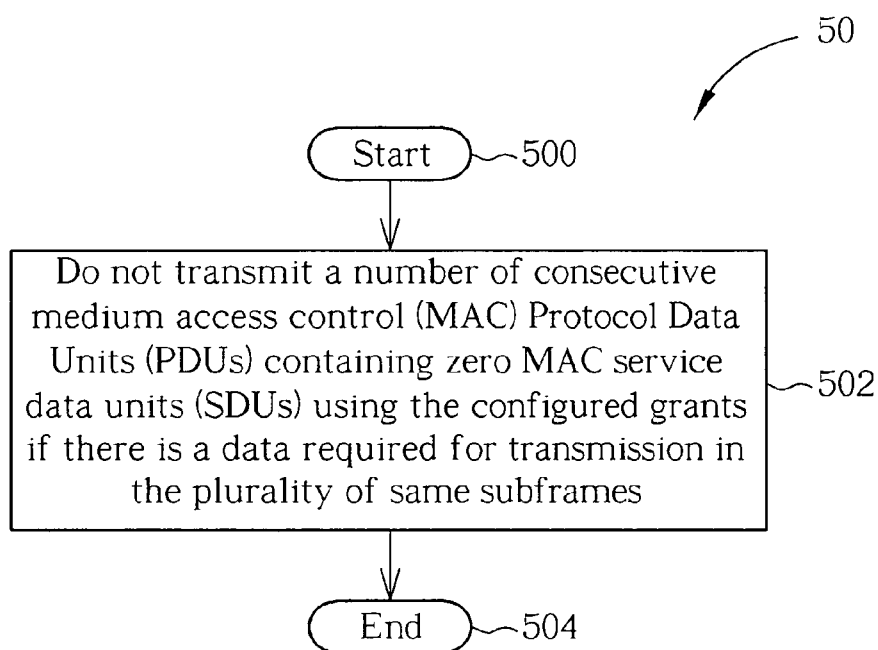 50
Start 500
Do not transmit a number of consecutive
medium access control (MAC) Protocol Data
Units (PDUs) containing zero MAC service
data units (SDUs) using the configured grants
if there is a data required for transmission in
the plurality of same subframes
502
End 504